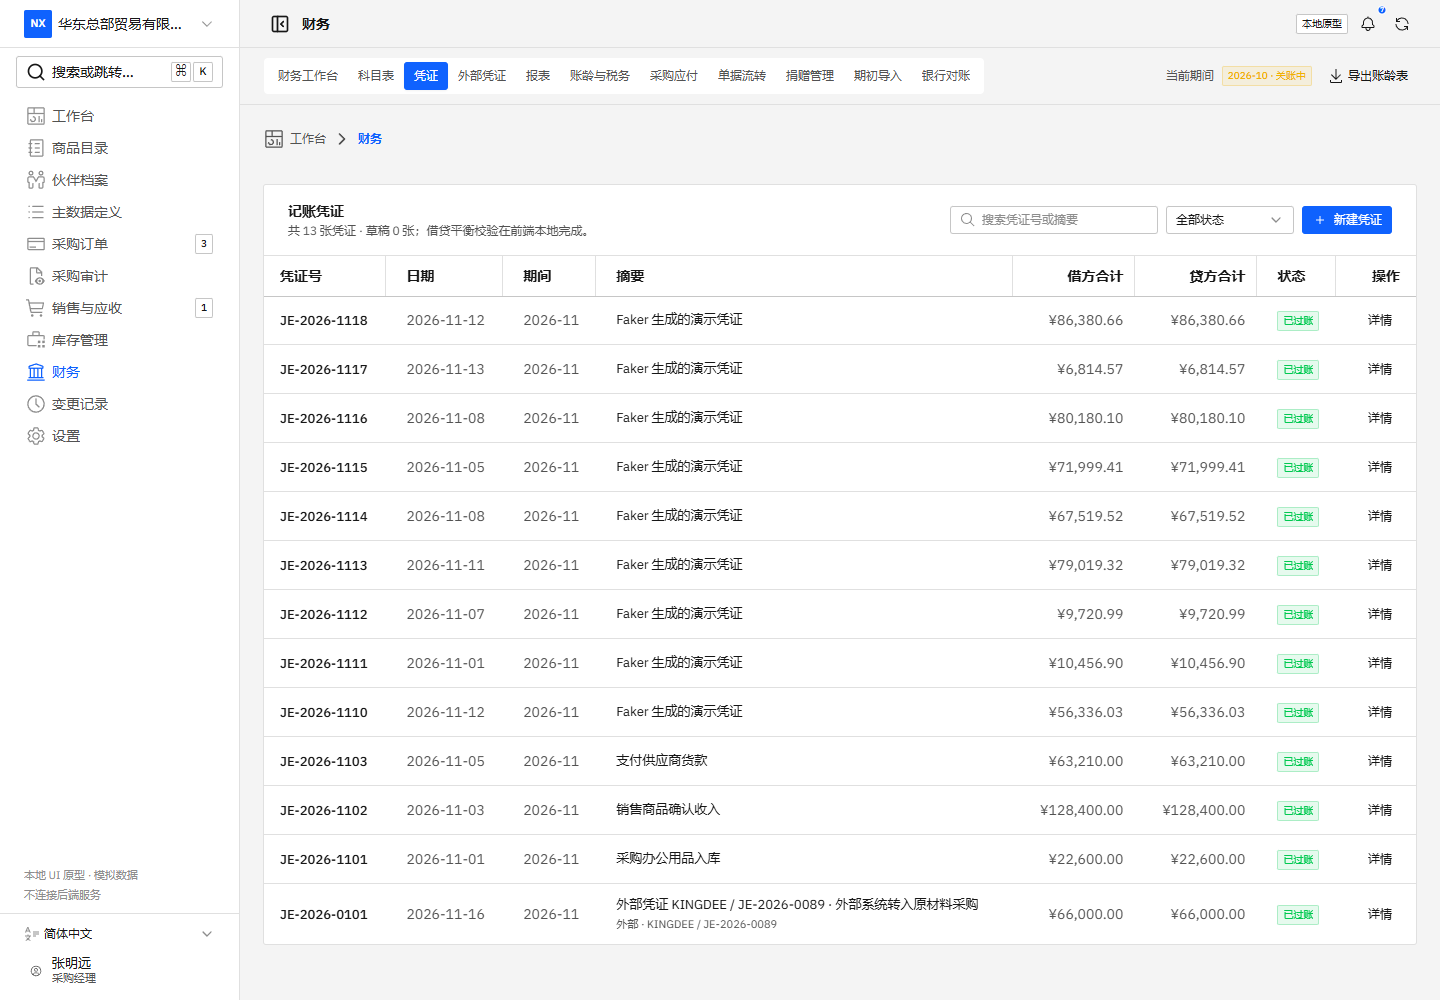 NX 华东总部贸易有限...
搜索或跳转... ⌘ K
工作台
商品目录
伙伴档案
主数据定义
采购订单 3
采购审计
销售与应收 1
库存管理
财务
变更记录
设置
本地 UI 原型 · 模拟数据
不连接后端服务
简体中文
张明远
采购经理
财务
本地原型
财务工作台 科目表 凭证 外部凭证 报表 账龄与税务 采购应付 单据流转 捐赠管理 期初导入 银行对账
当前期间 2026-10 · 关账中 导出账龄表
工作台 财务
记账凭证
共 13 张凭证 · 草稿 0 张；借贷平衡校验在前端本地完成。
搜索凭证号或摘要 全部状态 新建凭证
凭证号 日期 期间 摘要 借方合计 贷方合计 状态 操作
JE-2026-1118 2026-11-12 2026-11 Faker 生成的演示凭证 ¥86,380.66 ¥86,380.66 已过账 详情
JE-2026-1117 2026-11-13 2026-11 Faker 生成的演示凭证 ¥6,814.57 ¥6,814.57 已过账 详情
JE-2026-1116 2026-11-08 2026-11 Faker 生成的演示凭证 ¥80,180.10 ¥80,180.10 已过账 详情
JE-2026-1115 2026-11-05 2026-11 Faker 生成的演示凭证 ¥71,999.41 ¥71,999.41 已过账 详情
JE-2026-1114 2026-11-08 2026-11 Faker 生成的演示凭证 ¥67,519.52 ¥67,519.52 已过账 详情
JE-2026-1113 2026-11-11 2026-11 Faker 生成的演示凭证 ¥79,019.32 ¥79,019.32 已过账 详情
JE-2026-1112 2026-11-07 2026-11 Faker 生成的演示凭证 ¥9,720.99 ¥9,720.99 已过账 详情
JE-2026-1111 2026-11-01 2026-11 Faker 生成的演示凭证 ¥10,456.90 ¥10,456.90 已过账 详情
JE-2026-1110 2026-11-12 2026-11 Faker 生成的演示凭证 ¥56,336.03 ¥56,336.03 已过账 详情
JE-2026-1103 2026-11-05 2026-11 支付供应商货款 ¥63,210.00 ¥63,210.00 已过账 详情
JE-2026-1102 2026-11-03 2026-11 销售商品确认收入 ¥128,400.00 ¥128,400.00 已过账 详情
JE-2026-1101 2026-11-01 2026-11 采购办公用品入库 ¥22,600.00 ¥22,600.00 已过账 详情
JE-2026-0101 2026-11-16 2026-11 外部凭证 KINGDEE / JE-2026-0089 · 外部系统转入原材料采购 ¥66,000.00 ¥66,000.00 已过账 详情
外部 · KINGDEE / JE-2026-0089